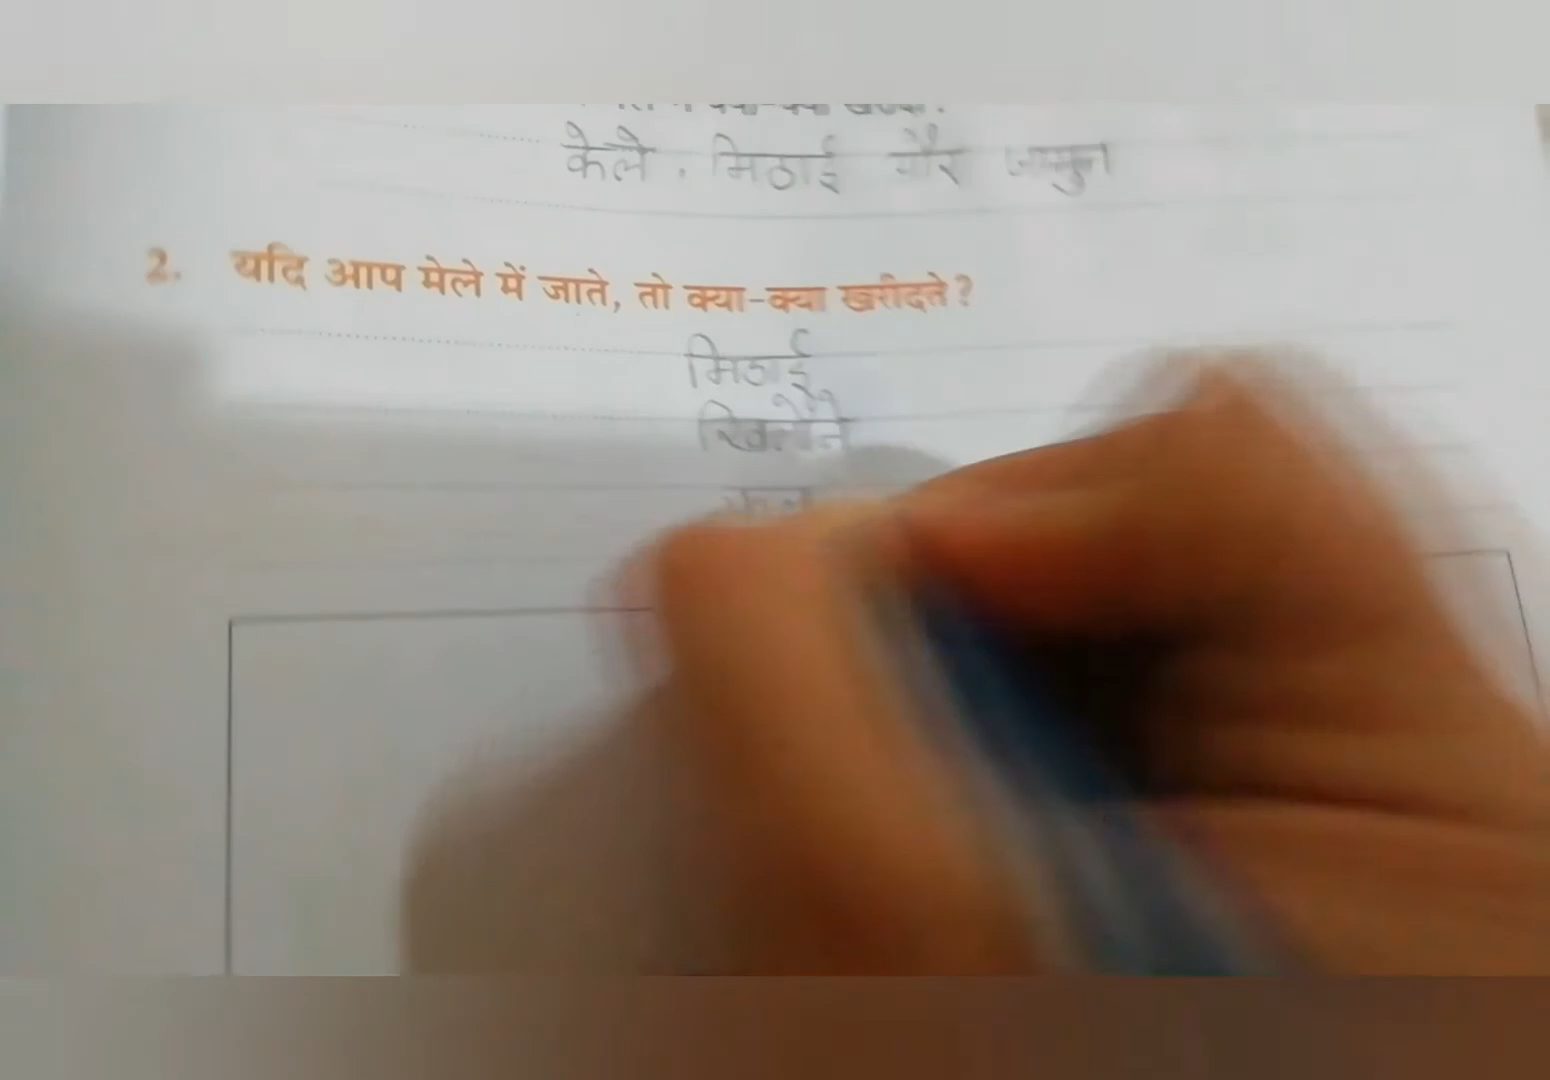 क्या-क्या
केले, मिठाई और जामुन
2. यदि आप मेले में जाते, तो क्या-क्या खरीदते?
मिठाई
खिलौने